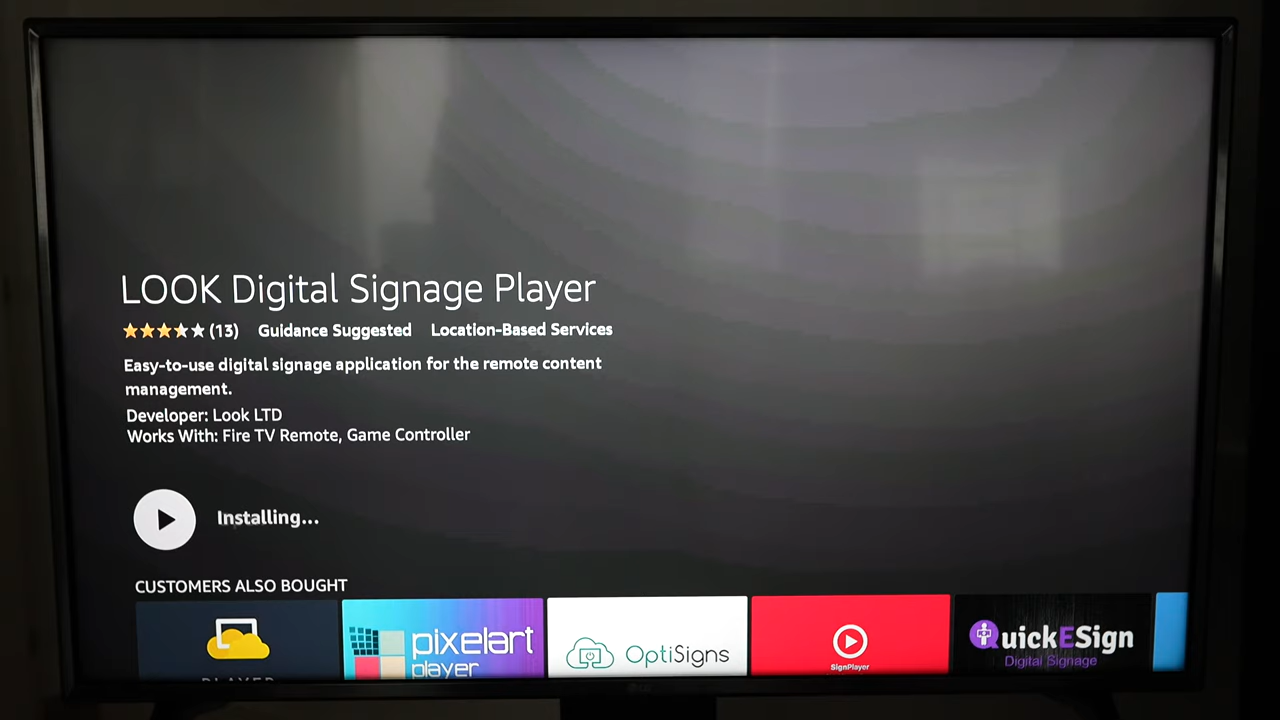 LOOK Digital Signage Player
(13) Guidance Suggested Location-Based Services
Easy-to-use digital signage application for the remote content
management.
Developer: Look LTD
Works With: Fire TV Remote, Game Controller
Installing...
CUSTOMERS ALSO BOUGHT
PLAYER
pixelart
player
OptiSigns
SignPlayer
QuickESign
Digital Signage